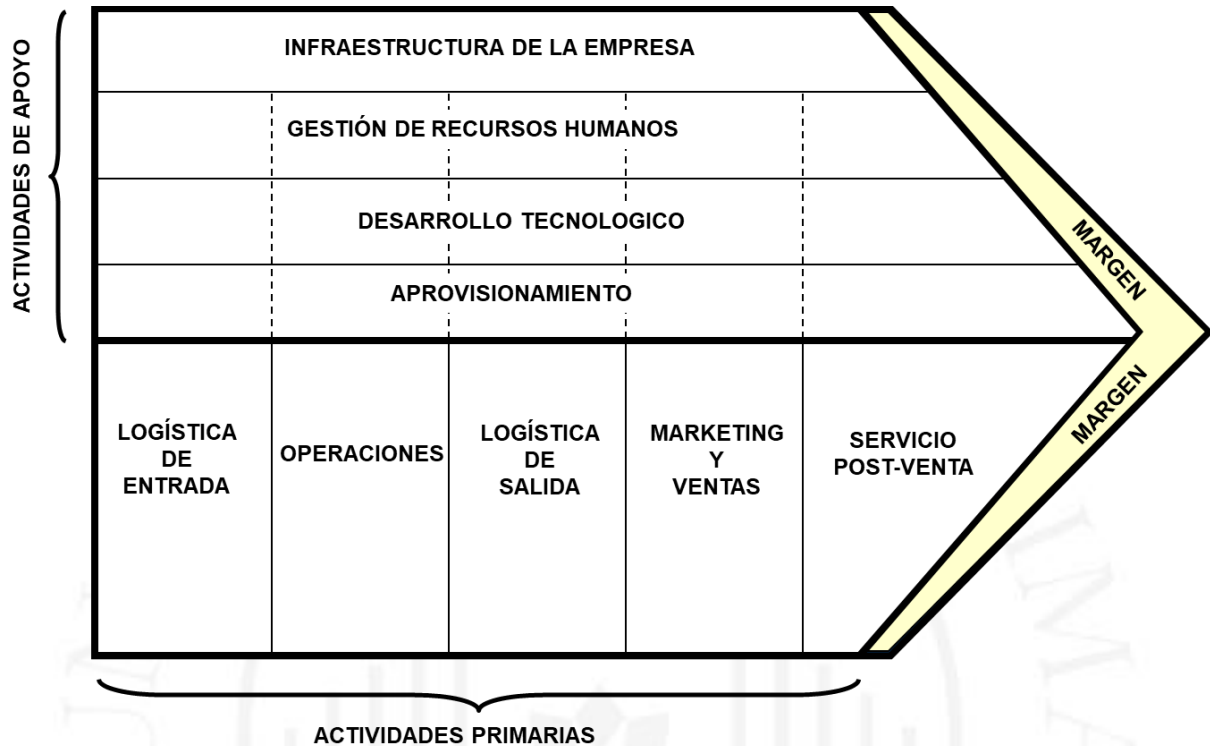 ACTIVIDADES DE APOYO
INFRAESTRUCTURA DE LA EMPRESA
GESTIÓN DE RECURSOS HUMANOS
DESARROLLO TECNOLOGICO
APROVISIONAMIENTO
MARGEN
MARGEN
LOGÍSTICA
DE
ENTRADA
OPERACIONES
LOGÍSTICA
DE
SALIDA
MARKETING
Y
VENTAS
SERVICIO
POST-VENTA
ACTIVIDADES PRIMARIAS